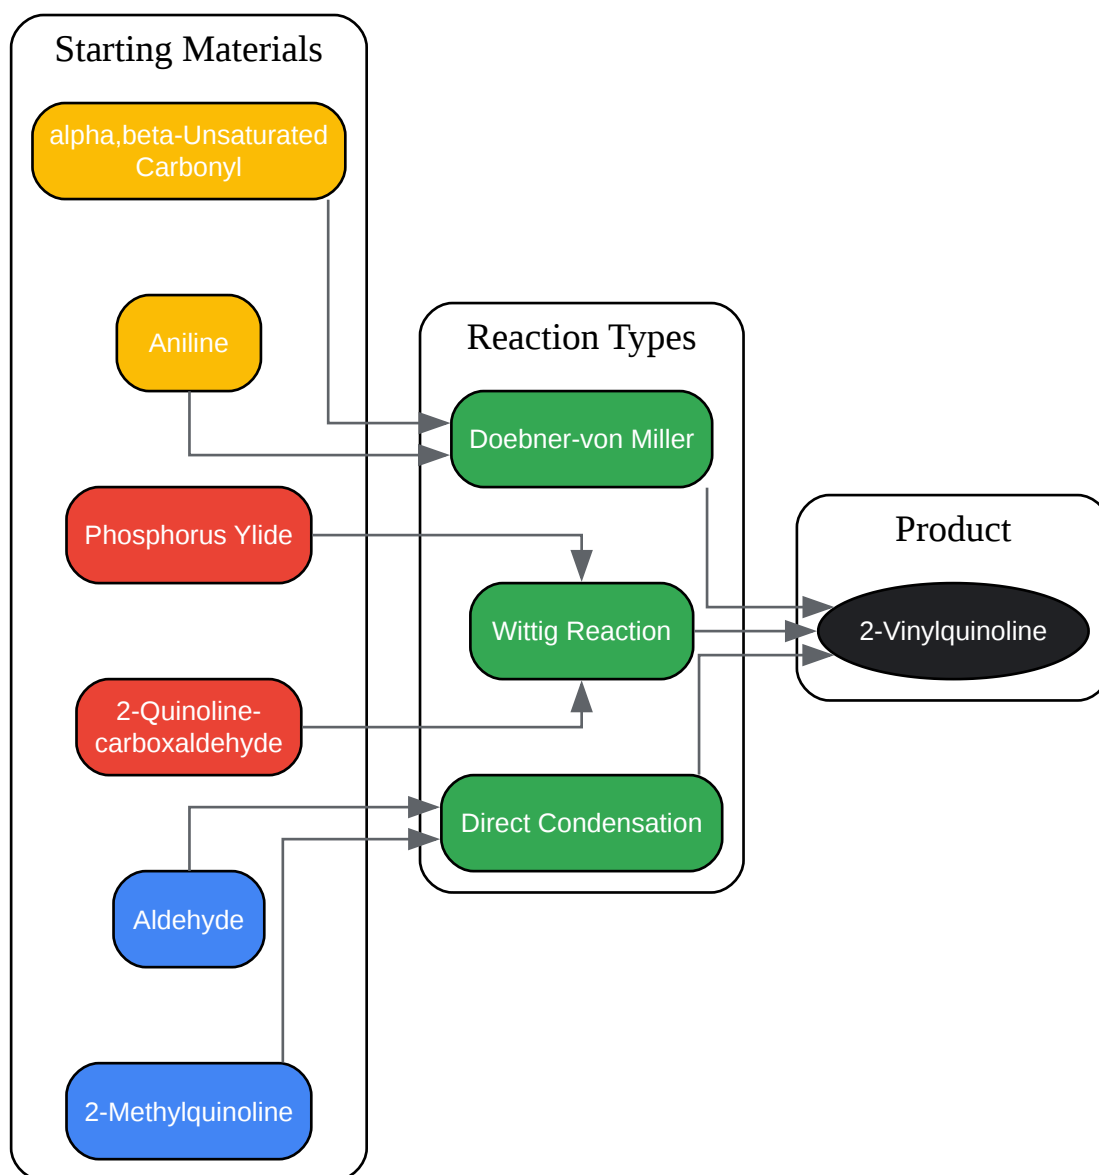 Starting Materials
alpha,beta-Unsaturated
Carbonyl
Aniline
Phosphorus Ylide
2-Quinoline-
carboxaldehyde
Aldehyde
2-Methylquinoline
Reaction Types
Doebner-von Miller
Wittig Reaction
Direct Condensation
Product
2-Vinylquinoline